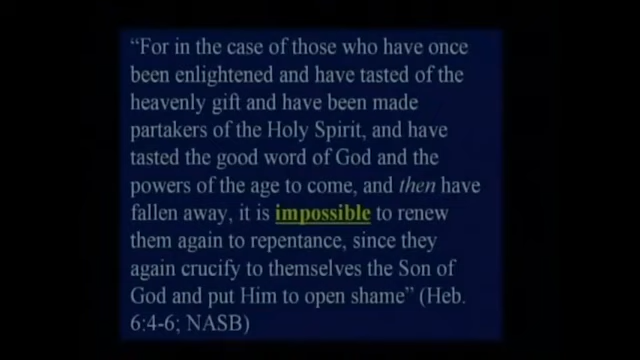 “For in the case of those who have once
been enlightened and have tasted of the
heavenly gift and have been made
partakers of the Holy Spirit, and have
tasted the good word of God and the
powers of the age to come, and then have
fallen away, it is impossible to renew
them again to repentance, since they
again crucify to themselves the Son of
God and put Him to open shame” (Heb.
6:4-6; NASB)